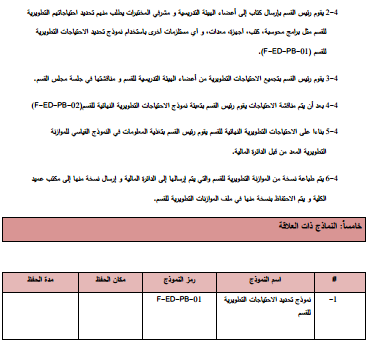 4-2 يقوم رئيس القسم بإرسال كتاب إلى أعضاء الهيئة التدريسية و مشرفي المختبرات يطلب منهم تحديد احتياجاتهم التطويرية
للقسم مثل برامج محوسبة، كتب، أجهزة، معدات، و أي مستلزمات أخرى باستخدام نموذج تحديد الاحتياجات التطويرية
للقسم (F-ED-PB-01).
4-3 يقوم رئيس القسم بتجميع الاحتياجات التطويرية من أعضاء الهيئة التدريسية للقسم و مناقشتها في جلسة مجلس القسم.
4-4 بعد أن يتم مناقشة الاحتياجات يقوم رئيس القسم بتعبئة نموذج الاحتياجات التطويرية النهائية للقسم(F-ED-PB-02)
4-5 بناءا على الاحتياجات التطويرية النهائية للقسم يقوم رئيس القسم بتعبئة المعلومات في النموذج القياسي للموازنة
التطويرية المعد من قبل الدائرة المالية.
4-6 يتم طباعة نسخة من الموازنة التطويرية للقسم والتي يتم إرسالها إلى الدائرة المالية و إرسال نسخة منها إلى مكتب عميد
الكلية و يتم الاحتفاظ بنسخة منها في ملف الموازنات التطويرية للقسم.
خامساً: النماذج ذات العلاقة
# اسم النموذج رمز النموذج مكان الحفظ مدة الحفظ
1- نموذج تحديد الاحتياجات التطويرية F-ED-PB-01
للقسم